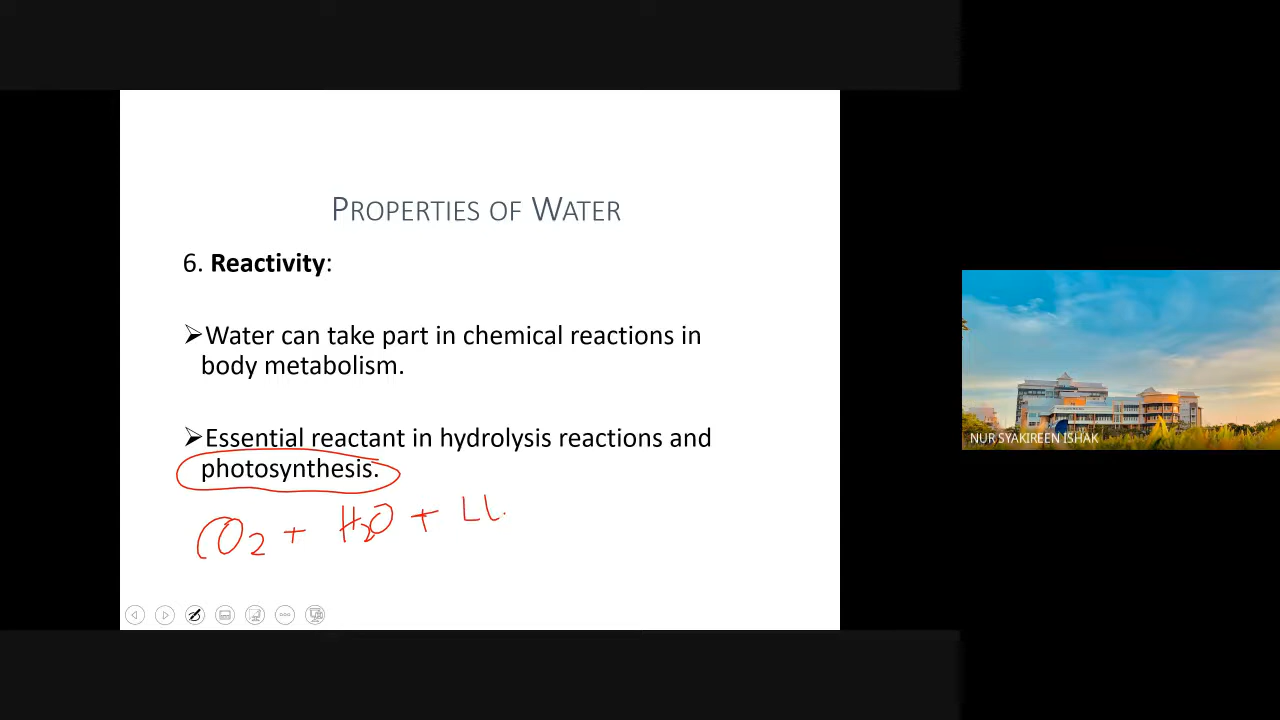 PROPERTIES OF WATER
6. Reactivity:
➢Water can take part in chemical reactions in
body metabolism.
➢Essential reactant in hydrolysis reactions and
photosynthesis.
CO2 + H2O +
NUR SYAKIREEN ISHAK